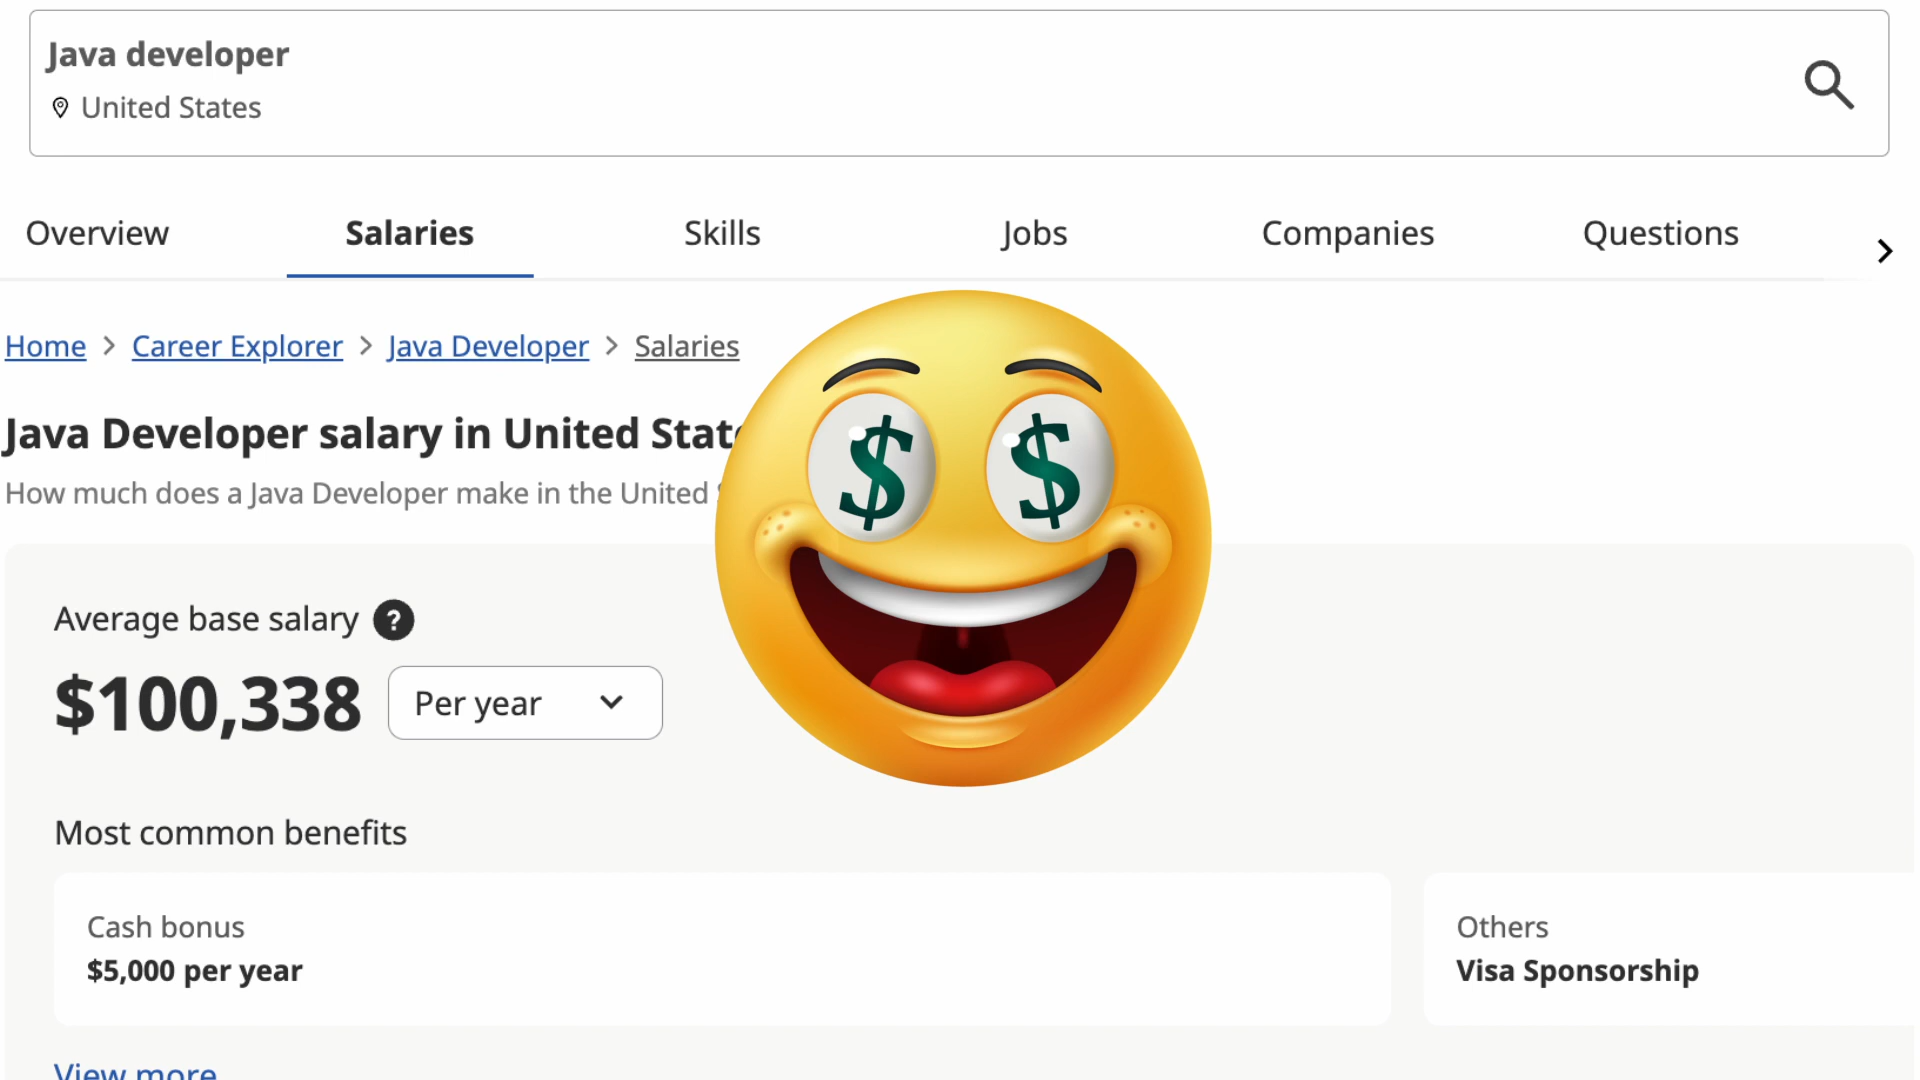 Java developer
United States
Overview Salaries Skills Jobs Companies Questions
Home > Career Explorer > Java Developer > Salaries
Java Developer salary in United
How much does a Java Developer make in the United
Average base salary ?
$100,338 Per year
Most common benefits
Cash bonus
$5,000 per year
Others
Visa Sponsorship
View more
$ $